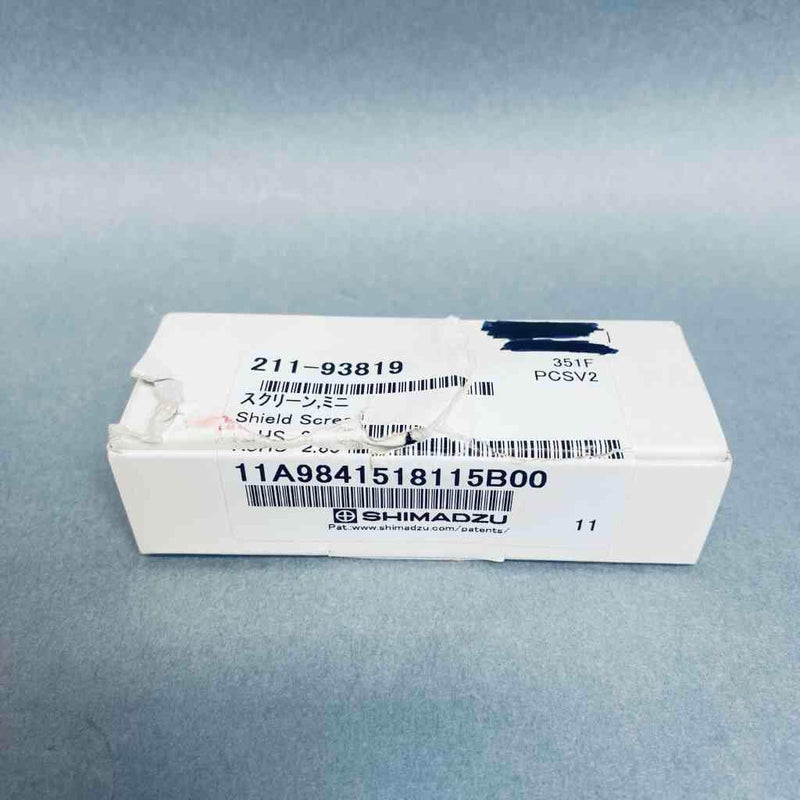 211-93819
351F
PCSV2
スクリーン,ミニ
Shield
11A9841518115B00
SHIMADZU
Pat.:www.shimadzu.com/patents/
11